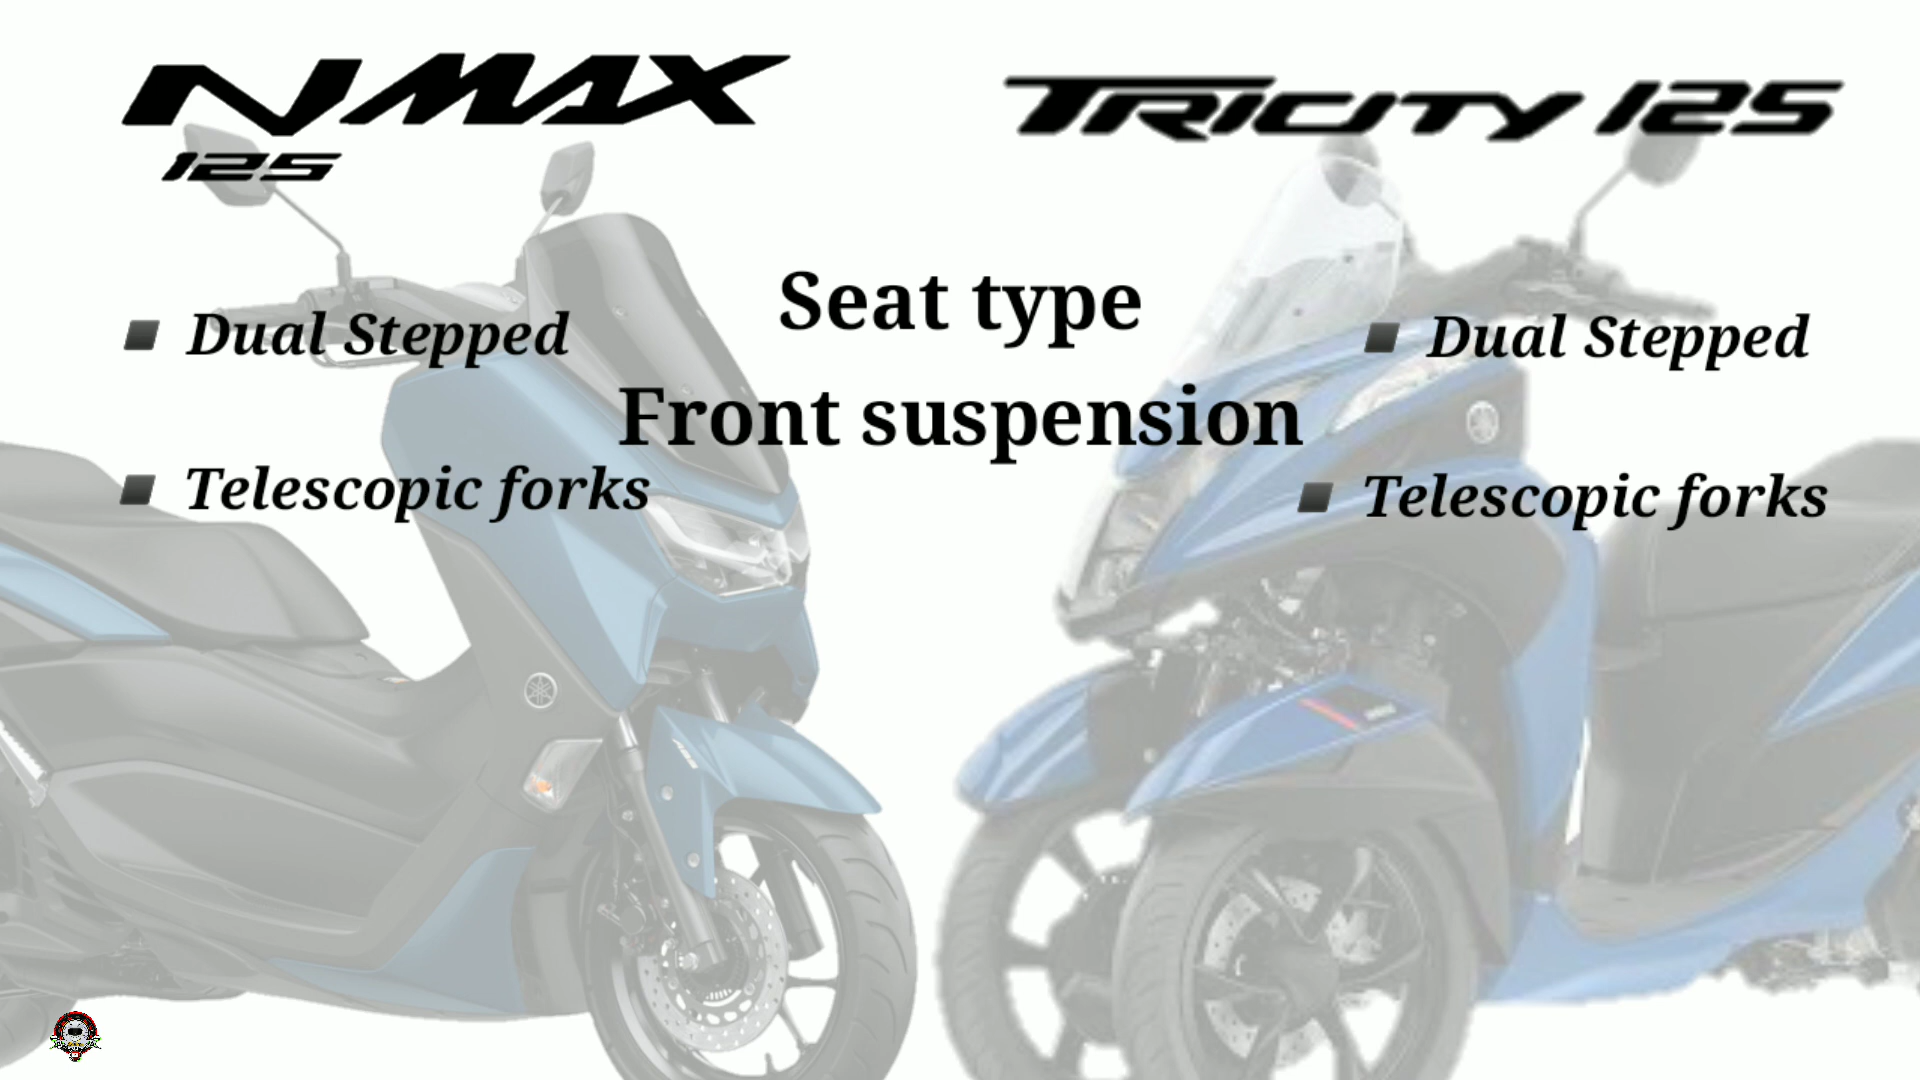 NMAX
125
TRICITY 125
Seat type
Dual Stepped
Dual Stepped
Front suspension
Telescopic forks
Telescopic forks